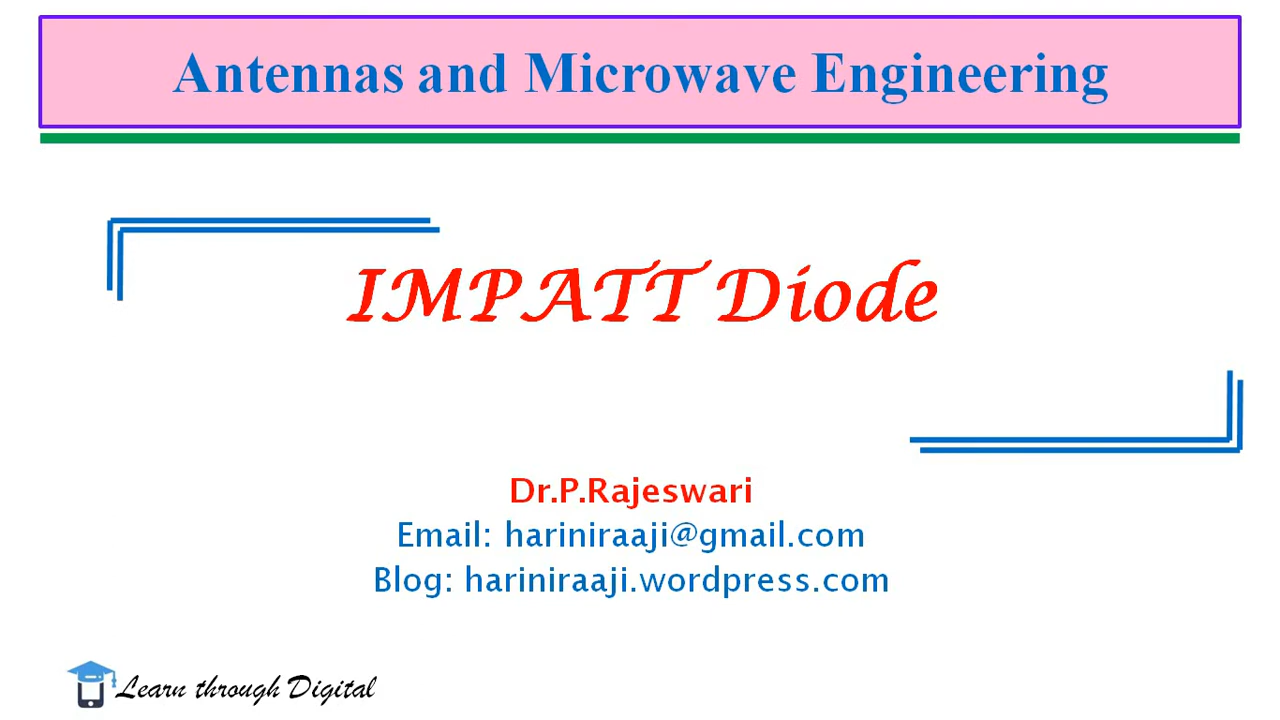 Antennas and Microwave Engineering
IMPATT Diode
Dr.P.Rajeswari
Email: hariniraaji@gmail.com
Blog: hariniraaji.wordpress.com
Learn through Digital